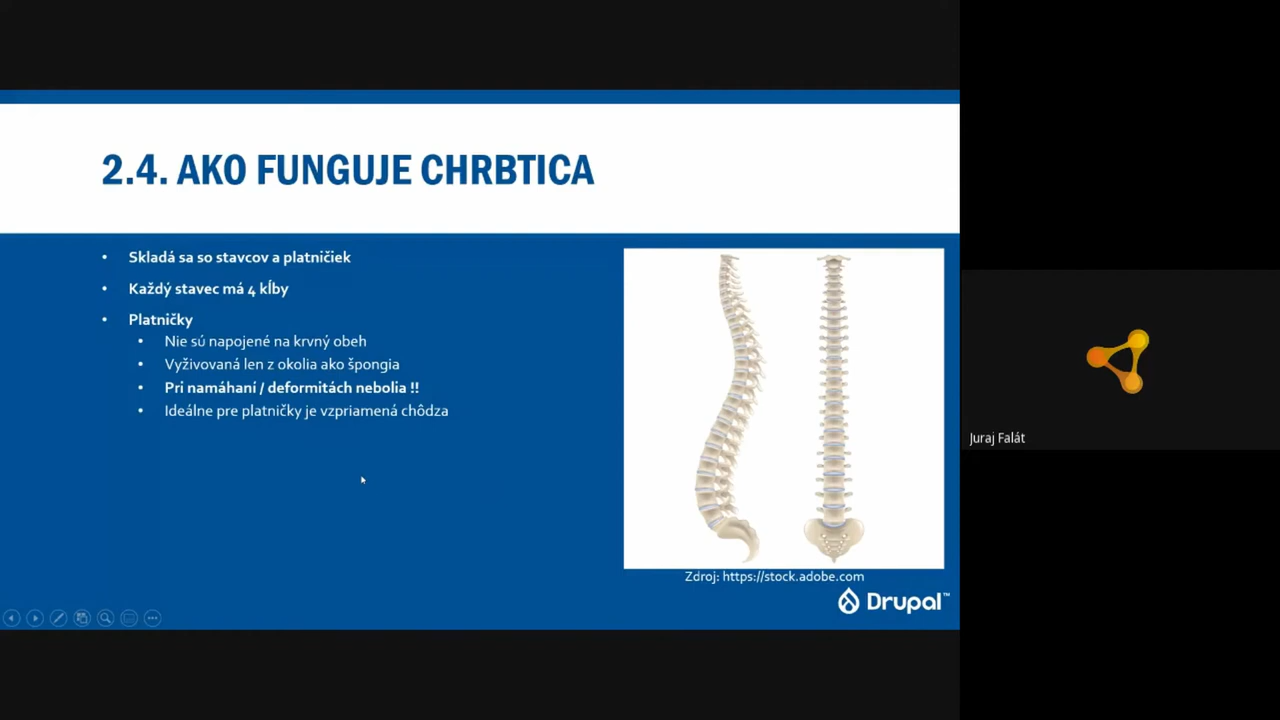 2.4. AKO FUNGUJE CHRBTICA
Skladá sa so stavcov a platničiek
Každý stavec má 4 kĺby
Platničky
Nie sú napojené na krvný obeh
Vyživovaná len z okolia ako špongia
Pri namáhaní / deformitách nebolia !!
Ideálne pre platničky je vzpriamená chôdza
Zdroj: https://stock.adobe.com
Drupal™
Juraj Falát